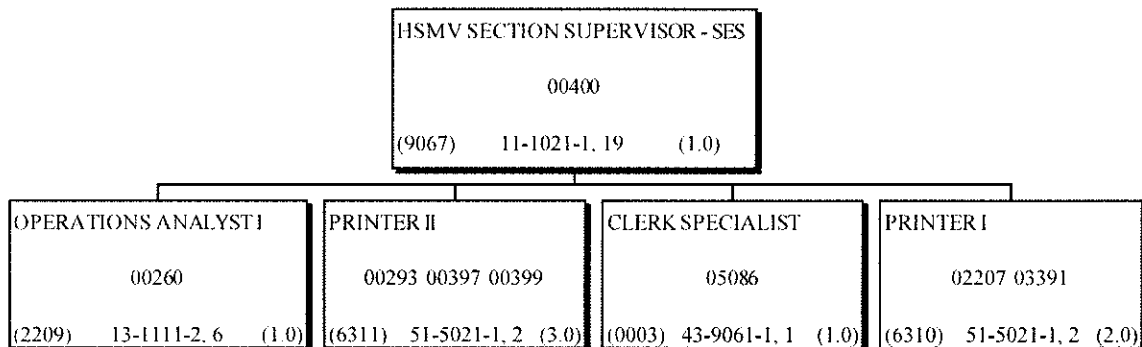 HSMV SECTION SUPERVISOR - SES
00400
(9067) 11-1021-1, 19 (1.0)
OPERATIONS ANALYST I
00260
(2209) 13-1111-2, 6 (1.0)
PRINTER II
00293 00397 00399
(6311) 51-5021-1, 2 (3.0)
CLERK SPECIALIST
05086
(0003) 43-9061-1, 1 (1.0)
PRINTER I
02207 03391
(6310) 51-5021-1, 2 (2.0)